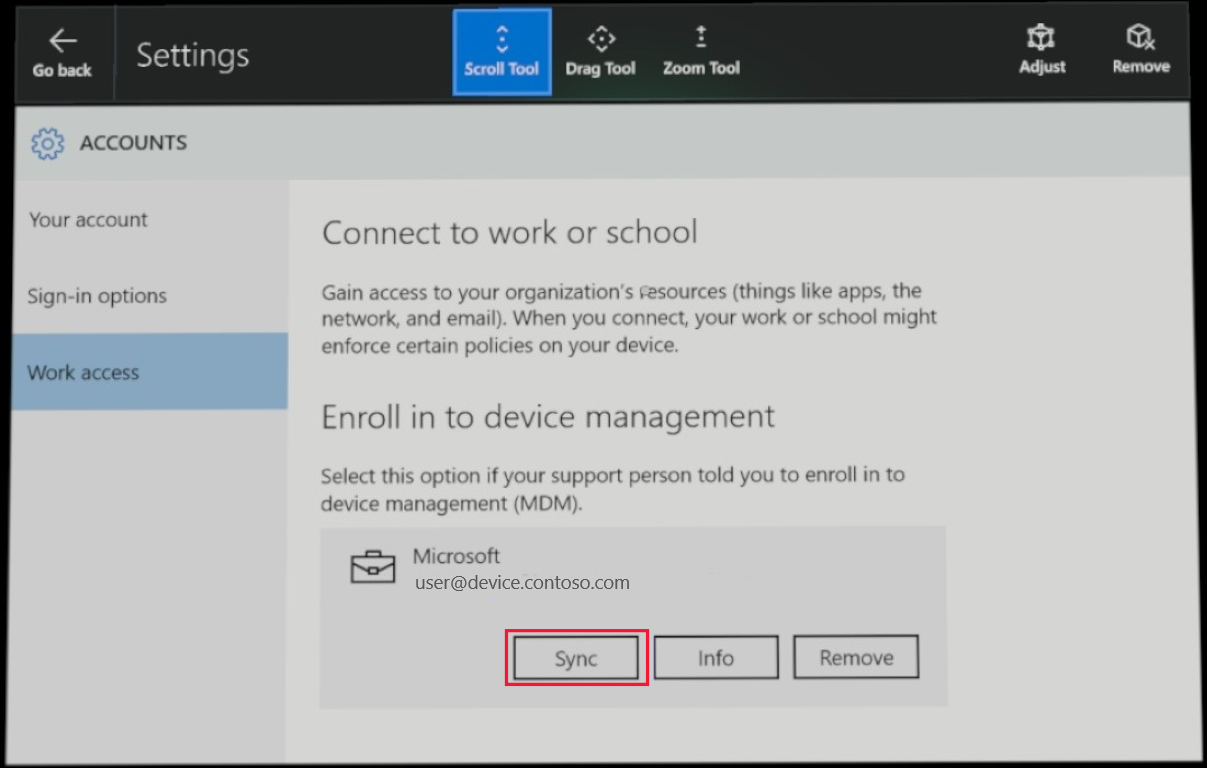 Go back
Settings
Scroll Tool
Drag Tool
Zoom Tool
Adjust
Remove
ACCOUNTS
Your account
Sign-in options
Work access
Connect to work or school
Gain access to your organization's resources (things like apps, the
network, and email). When you connect, your work or school might
enforce certain policies on your device.
Enroll in to device management
Select this option if your support person told you to enroll in to
device management (MDM).
Microsoft
user@device.contoso.com
Sync
Info
Remove